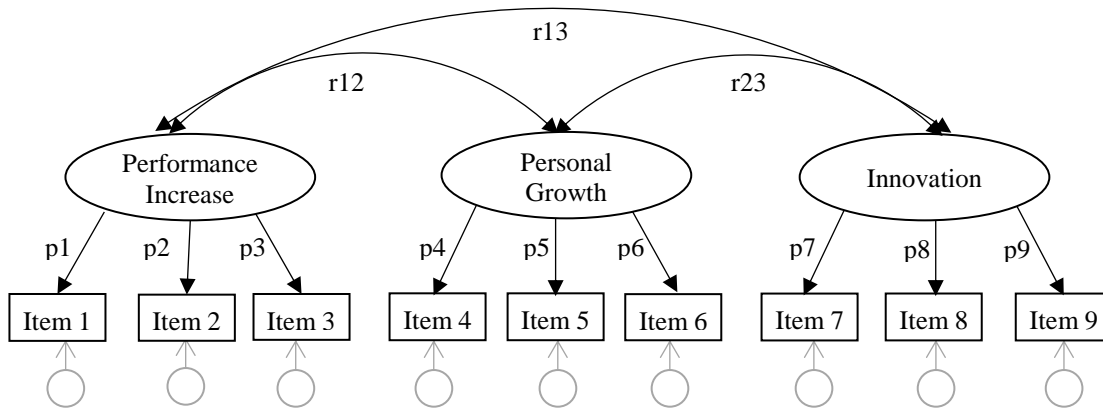 r13
r12
r23
Performance
Increase
Personal
Growth
Innovation
p1
p2
p3
p4
p5
p6
p7
p8
p9
Item 1
Item 2
Item 3
Item 4
Item 5
Item 6
Item 7
Item 8
Item 9